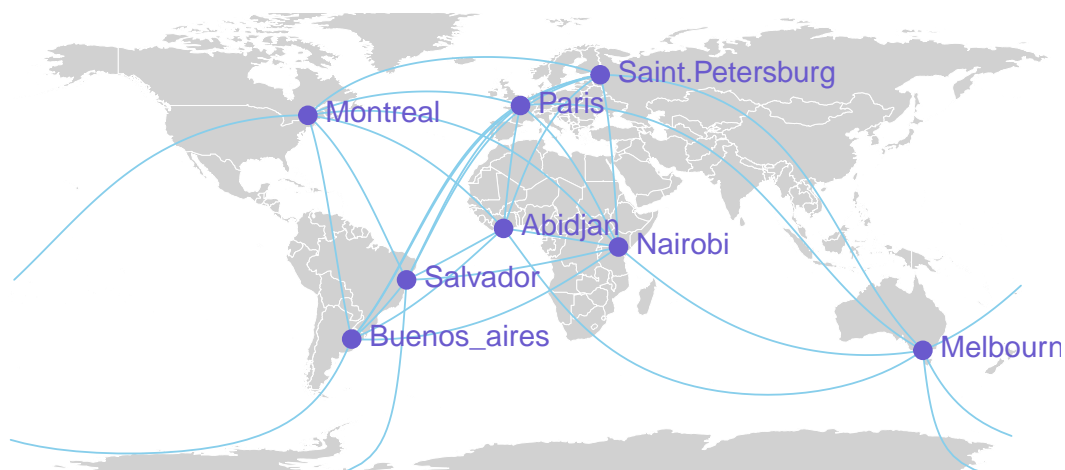 Saint.Petersburg
Paris
Montreal
Abidjan
Nairobi
Salvador
Buenos_aires
Melbourn